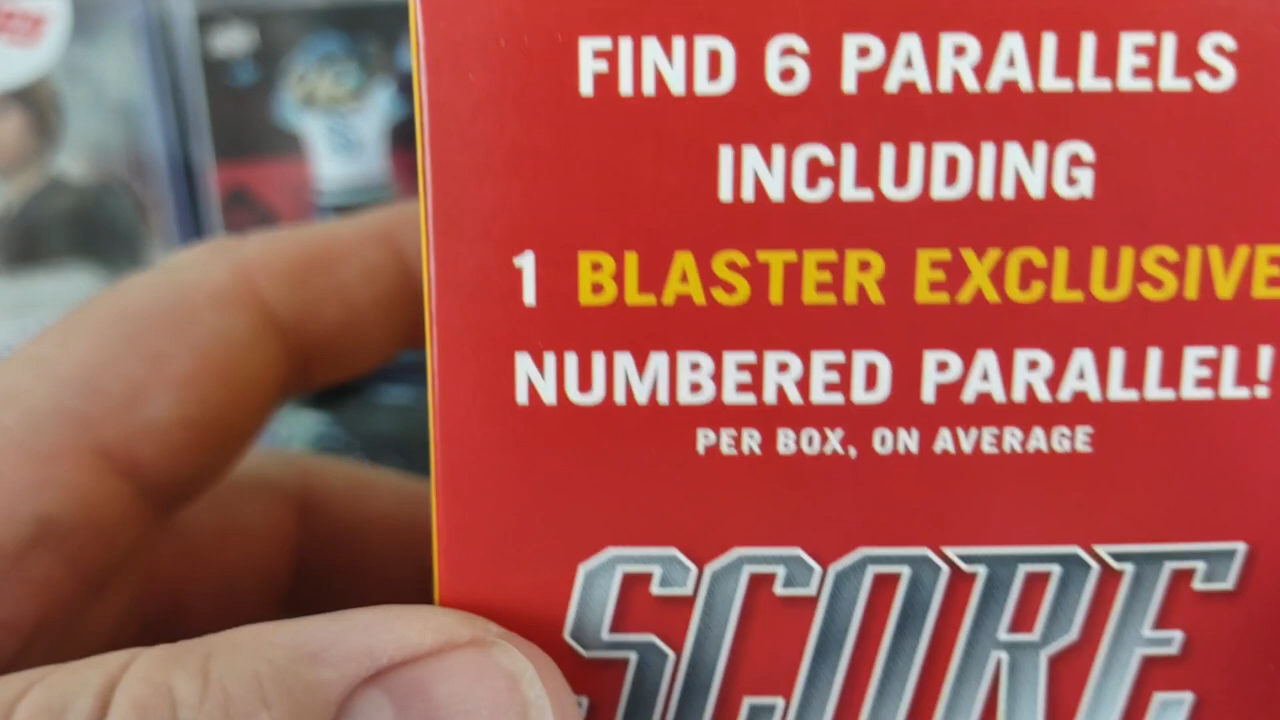 FIND 6 PARALLELS
INCLUDING
1 BLASTER EXCLUSIVE
NUMBERED PARALLEL!
PER BOX, ON AVERAGE
SCORE